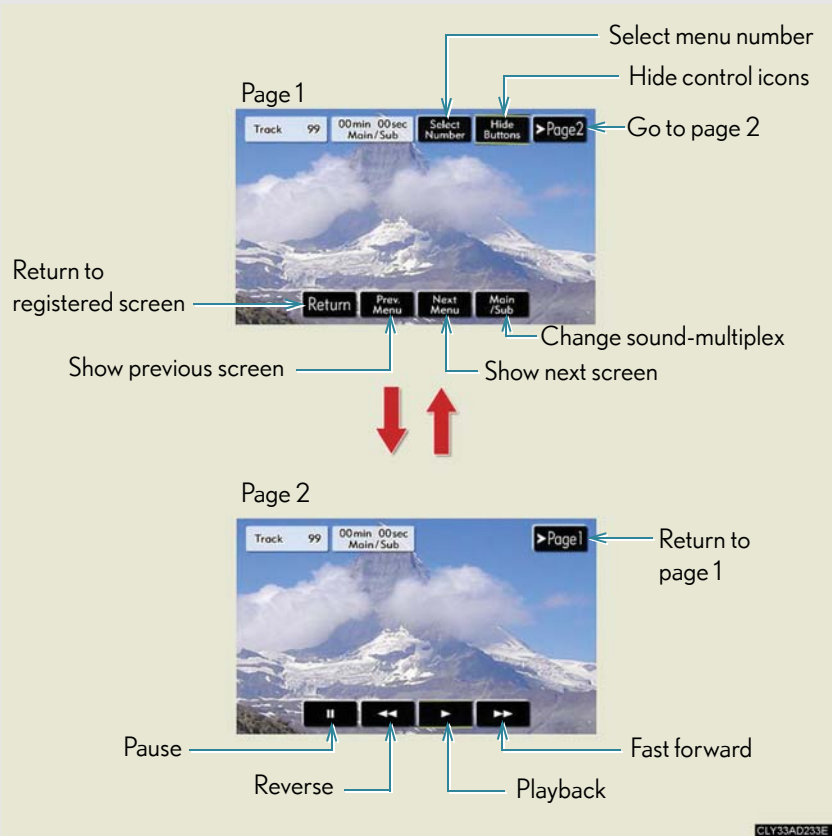 Select menu number
Hide control icons
Page 1
Track 99
00min 00sec
Main/Sub
Select
Number
Hide
Buttons
>Page2
Go to page 2
Return to
registered screen
Return
Prev.
Menu
Next
Menu
Main
/Sub
Change sound-multiplex
Show previous screen
Show next screen
Page 2
Track 99
00min 00sec
Main/Sub
>Page1
Return to
page 1
Pause
Fast forward
Reverse
Playback
CLY33AD233E